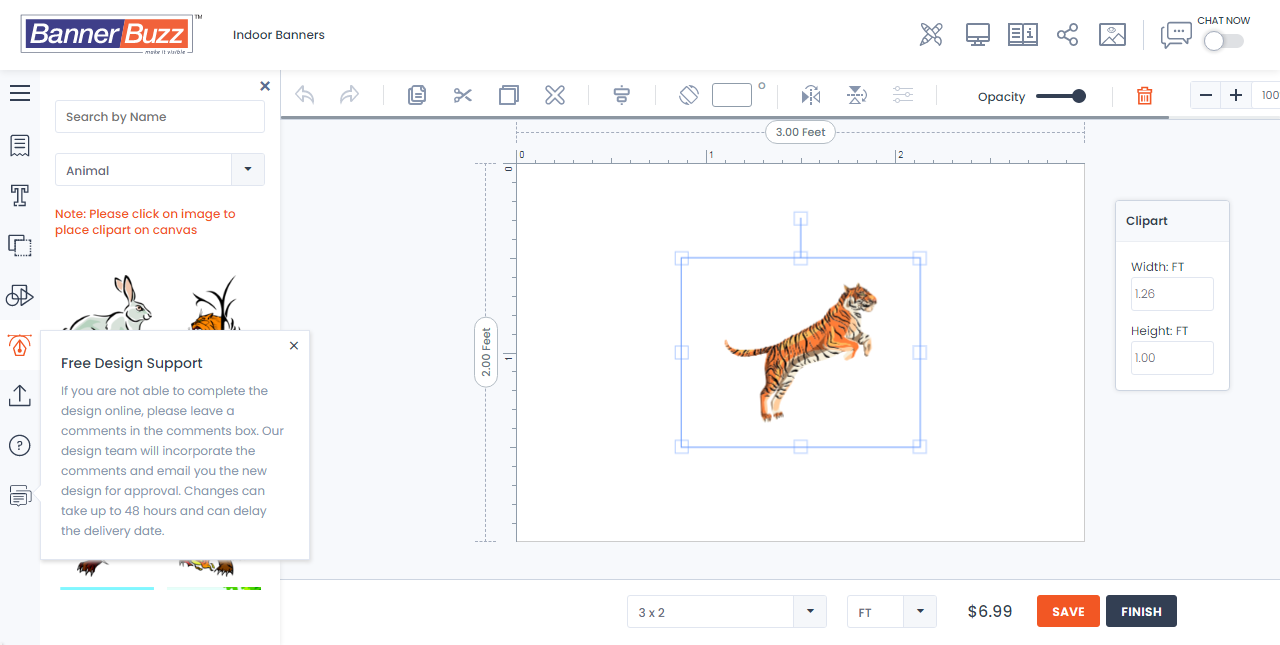 BannerBuzz
TM
make it visible
Indoor Banners
CHAT NOW
Search by Name
Animal
Note: Please click on image to
place clipart on canvas
Free Design Support
If you are not able to complete the
design online, please leave a
comments in the comments box. Our
design team will incorporate the
comments and email you the new
design for approval. Changes can
take up to 48 hours and can delay
the delivery date.
Opacity
100
3.00 Feet
0
1
2
0
1
2.00 Feet
Clipart
Width: FT
1.26
Height: FT
1.00
3 x 2
FT
$6.99
SAVE
FINISH